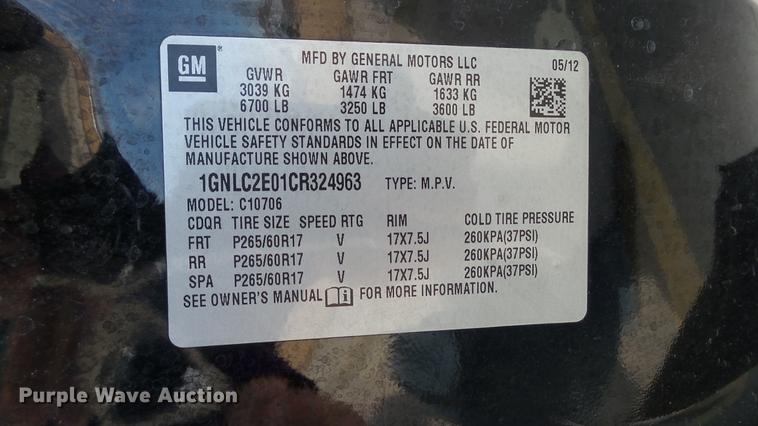 GM
MFD BY GENERAL MOTORS LLC 05/12
GVWR GAWR FRT GAWR RR
3039 KG 1474 KG 1633 KG
6700 LB 3250 LB 3600 LB
THIS VEHICLE CONFORMS TO ALL APPLICABLE U.S. FEDERAL MOTOR
VEHICLE SAFETY STANDARDS IN EFFECT ON THE DATE OF
MANUFACTURE SHOWN ABOVE.
1GNLC2E01CR324963 TYPE: M.P.V.
MODEL: C10706
CDQR TIRE SIZE SPEED RTG RIM COLD TIRE PRESSURE
FRT P265/60R17 V 17X7.5J 260KPA(37PSI)
RR P265/60R17 V 17X7.5J 260KPA(37PSI)
SPA P265/60R17 V 17X7.5J 260KPA(37PSI)
SEE OWNER'S MANUAL FOR MORE INFORMATION.
Purple Wave Auction